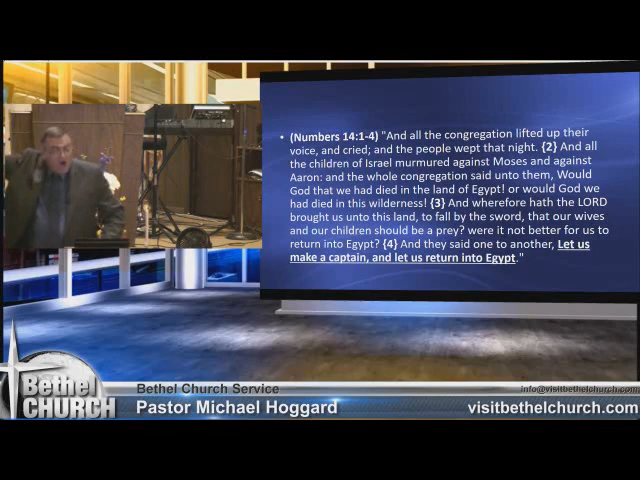 • (Numbers 14:1-4) "And all the congregation lifted up their
voice, and cried; and the people wept that night. {2} And all
the children of Israel murmured against Moses and against
Aaron: and the whole congregation said unto them, Would
God that we had died in the land of Egypt! or would God we
had died in this wilderness! {3} And wherefore hath the LORD
brought us unto this land, to fall by the sword, that our wives
and our children should be a prey? were it not better for us to
return into Egypt? {4} And they said one to another, Let us
make a captain, and let us return into Egypt."
Bethel
CHURCH
Bethel Church Service
info@visitbethelchurch.com
Pastor Michael Hoggard
visitbethelchurch.com